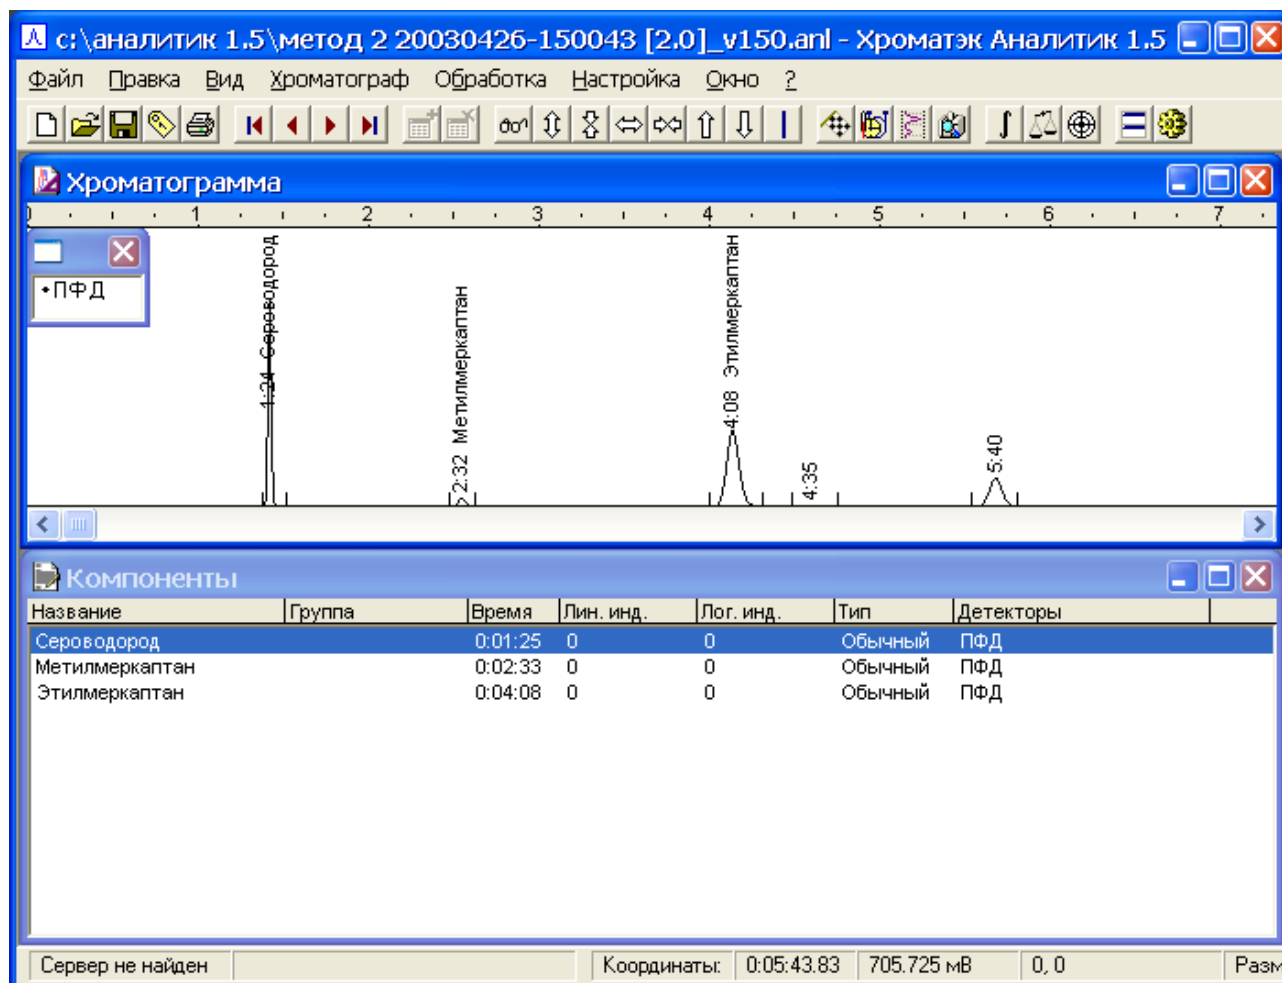 c:\аналитик 1.5\метод 2 20030426-150043 [2.0]_v150.anl - Хроматэк Аналитик 1.5
Файл Правка Вид Хроматограф Обработка Настройка Окно ?
Хроматограмма
1 2 3 4 5 6 7
•ПФД
1:24 Сероводород
2:32 Метилмеркаптан
4:08 Этилмеркаптан
4:35
5:40
Компоненты
Название Группа Время Лин. инд. Лог. инд. Тип Детекторы
Сероводород 0:01:25 0 0 Обычный ПФД
Метилмеркаптан 0:02:33 0 0 Обычный ПФД
Этилмеркаптан 0:04:08 0 0 Обычный ПФД
Сервер не найден Координаты: 0:05:43.83 705.725 мВ 0, 0 Разм